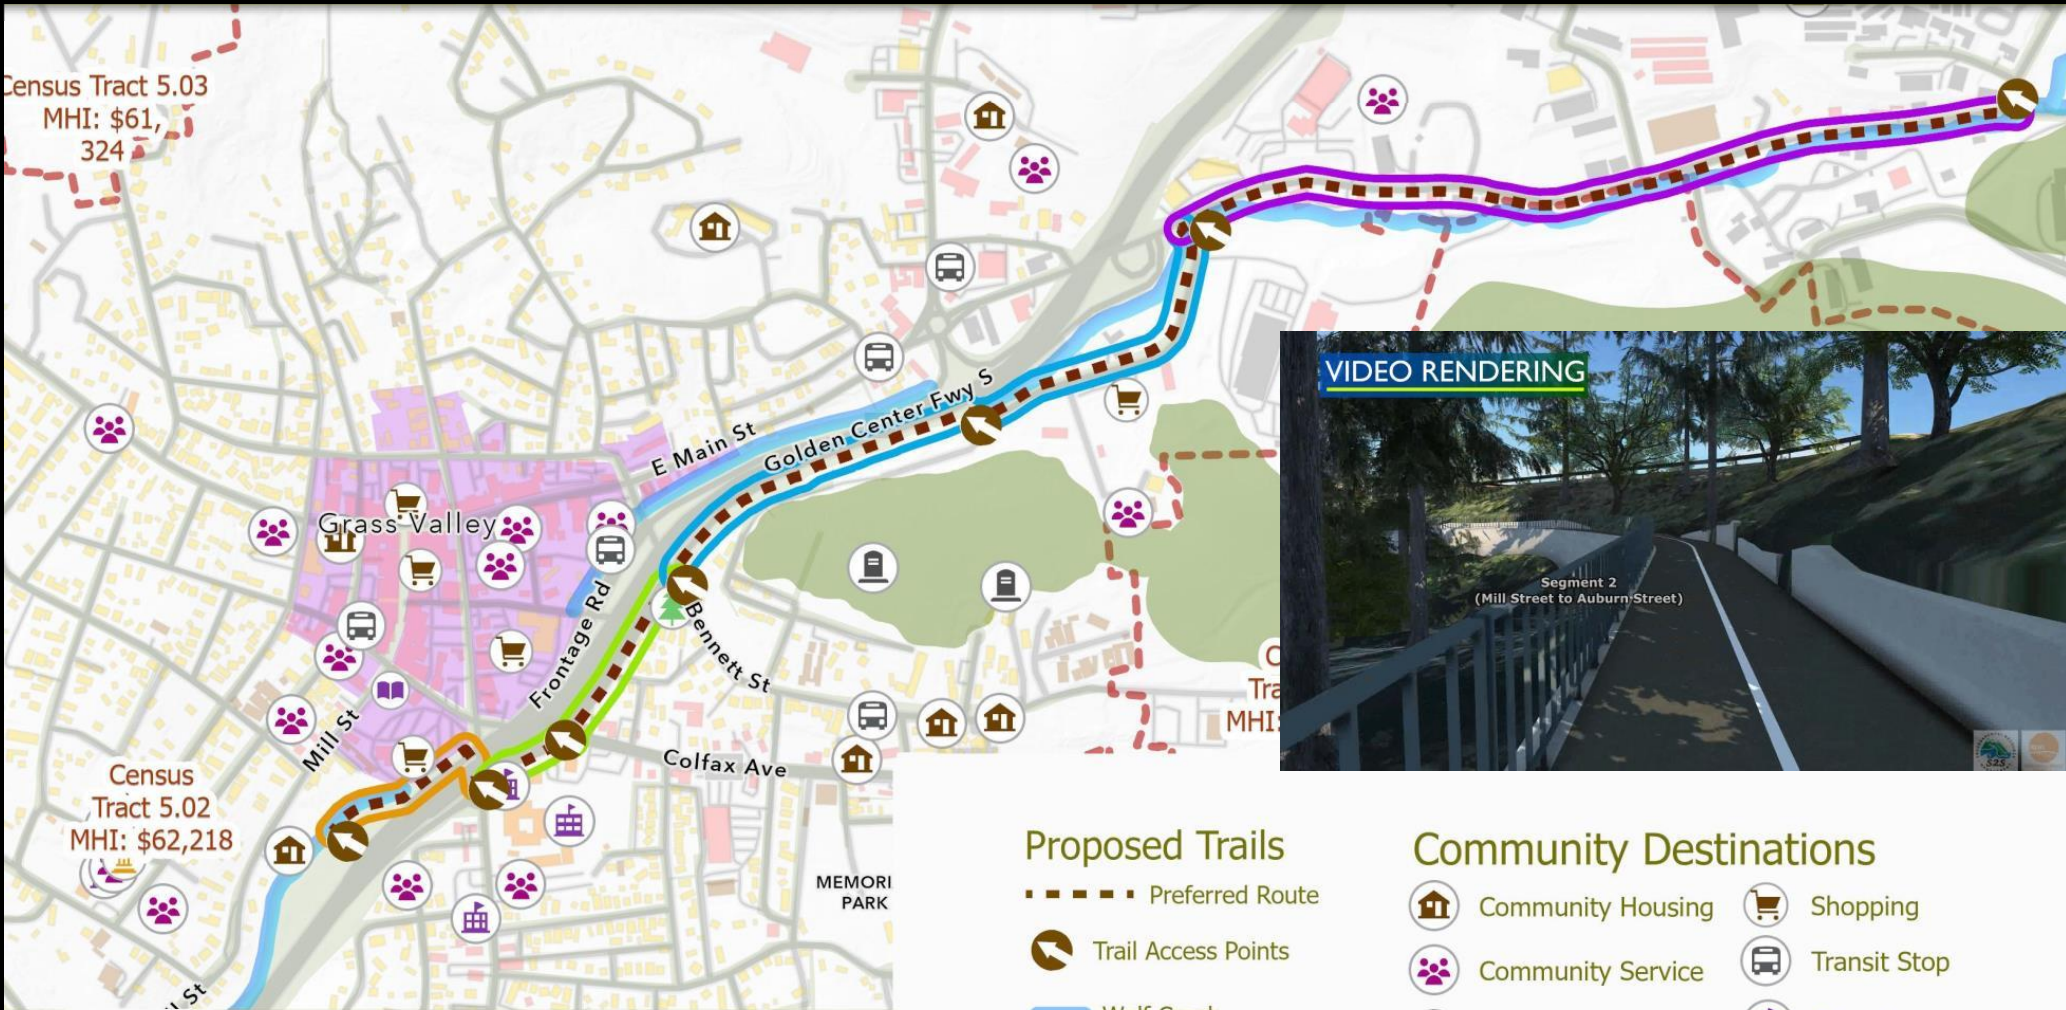 Census Tract 5.03
MHI: $61,
324
VIDEO RENDERING
Golden Center Fwy S
E Main St
Grass Valley
Segment 2
(Mill Street to Auburn Street)
Frontage Rd
Bennett St
Mill St
Colfax Ave
MHI:
Census
Tract 5.02
MHI: $62,218
MEMORI
PARK
Proposed Trails
Preferred Route
Trail Access Points
Community Destinations
Community Housing
Shopping
Community Service
Transit Stop